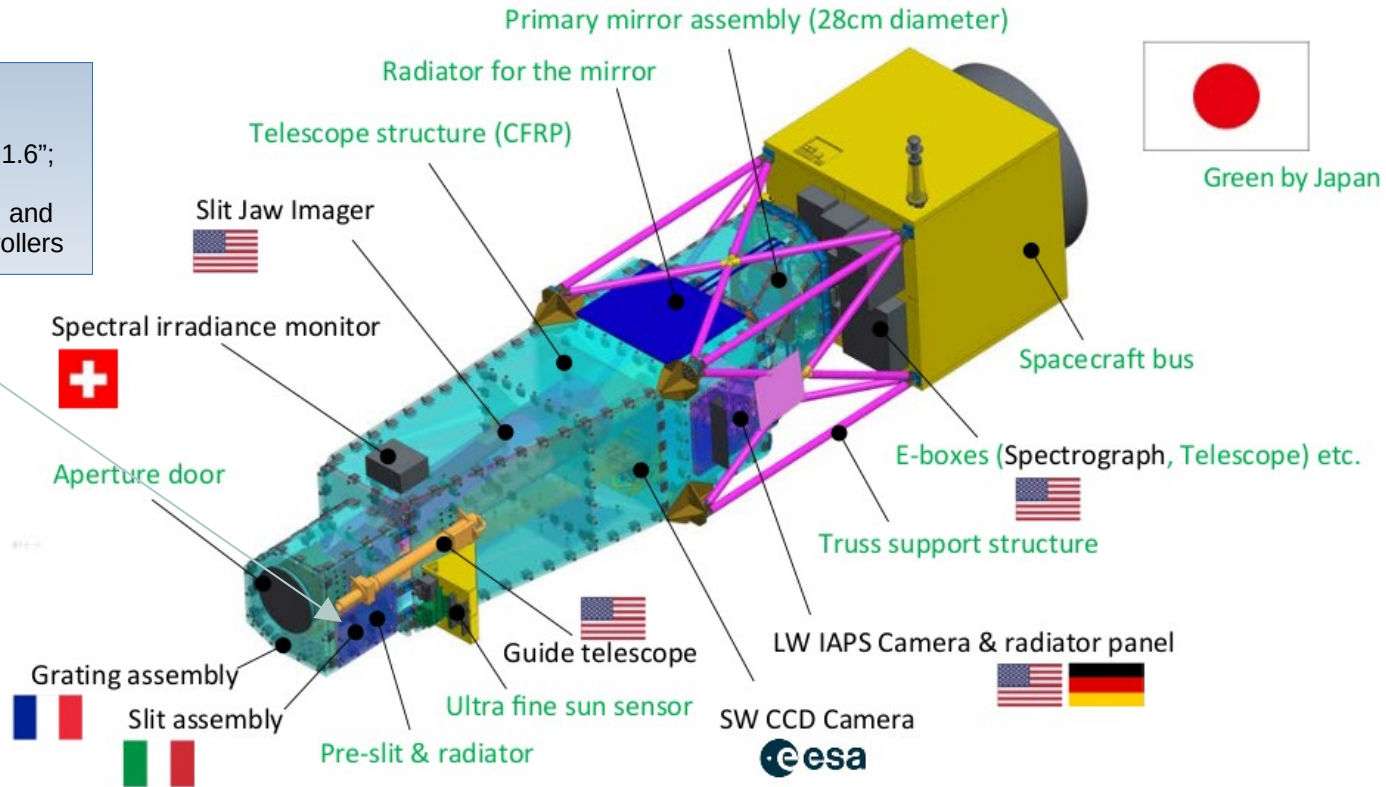 Primary mirror assembly (28cm diameter)
Radiator for the mirror
Telescope structure (CFRP)
1.6”;
and
ollers
Slit Jaw Imager
Green by Japan
Spectral irradiance monitor
Spacecraft bus
Aperture door
E-boxes (Spectrograph, Telescope) etc.
Truss support structure
LW IAPS Camera & radiator panel
Guide telescope
Grating assembly
Ultra fine sun sensor
Slit assembly
SW CCD Camera
esa
Pre-slit & radiator